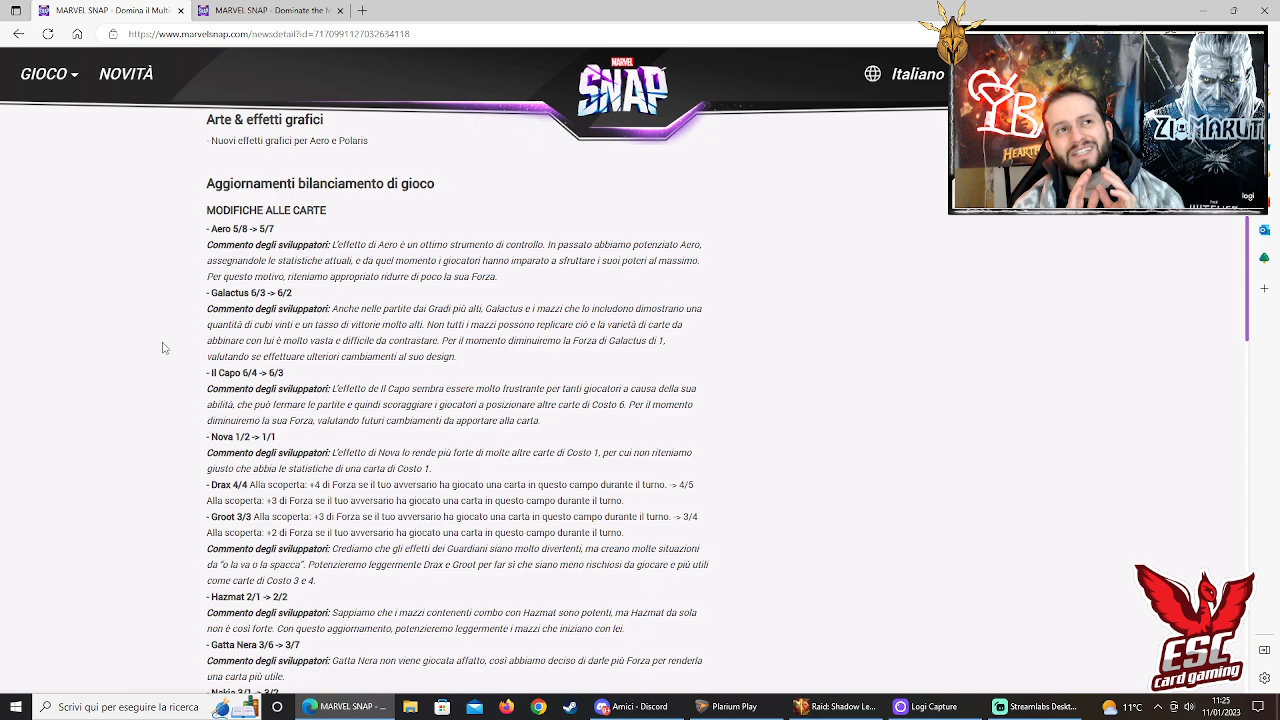 MARVEL SNAP - Domina il Multi
MARVEL SNAP - Dominate the M
https://www.marvelsnap.com/newsdetail?id=7170991127032634118
GIOCO
NOVITÀ
MARVEL
SNAP
Italiano
CYB
HEARTH
ZIOMARUT
logi
THE
WITCHER
Arte & effetti grafici
- Nuovi effetti grafici per Aero e Polaris
Aggiornamenti bilanciamento di gioco
MODIFICHE ALLE CARTE
- Aero 5/8 -> 5/7
Commento degli sviluppatori: L'effetto di Aero è un ottimo strumento di controllo. In passato abbiamo potenziato Aero,
assegnandole le statistiche attuali, e da quel momento i giocatori hanno imparato a sfruttare i suoi poteri al massimo.
Per questo motivo, riteniamo appropriato ridurre di poco la sua Forza.
- Galactus 6/3 -> 6/2
Commento degli sviluppatori: Anche nelle partite dai Gradi più alti, Galactus e i mazzi che lo includono dimostrano una
quantità di cubi vinti e un tasso di vittorie molto alti. Non tutti i mazzi possono replicare ciò e la varietà di carte da
abbinare con lui è molto vasta e difficile da contrastare. Per il momento diminuiremo la Forza di Galactus di 1,
valutando se effettuare ulteriori cambiamenti al suo design.
- Il Capo 6/4 -> 6/3
Commento degli sviluppatori: L'effetto de Il Capo sembra essere molto frustrante per tanti giocatori a causa della sua
abilità, che può fermare le partite e quindi scoraggiare i giocatori a posizionare altre carte di Costo 6. Per il momento
diminuiremo la sua Forza, valutando futuri cambiamenti da apportare alla carta.
- Nova 1/2 -> 1/1
Commento degli sviluppatori: L'effetto di Nova lo rende più forte di molte altre carte di Costo 1, per cui non riteniamo
giusto che abbia le statistiche di una carta di Costo 1.
- Drax 4/4 Alla scoperta: +4 di Forza se il tuo avversario ha giocato una carta in questo campo durante il turno. -> 4/5
Alla scoperta: +3 di Forza se il tuo avversario ha giocato una carta in questo campo durante il turno.
- Groot 3/3 Alla scoperta: +3 di Forza se il tuo avversario ha giocato una carta in questo campo durante il turno. -> 3/4
Alla scoperta: +2 di Forza se il tuo avversario ha giocato una carta in questo campo durante il turno.
Commento degli sviluppatori: Crediamo che gli effetti dei Guardiani siano molto divertenti, ma creano molte situazioni
da “o la va o la spacca”. Potenzieremo leggermente Drax e Groot per far sì che siano meno rischiosi da giocare e più utili
come carte di Costo 3 e 4.
- Hazmat 2/1 -> 2/2
Commento degli sviluppatori: Sappiamo che i mazzi contenenti combo con Hazmat sono potenti, ma Hazmat da sola
non è così forte. Con questo aggiornamento, potenzieremo leggermente i mazzi che iniziano con lei.
- Gatta Nera 3/6 -> 3/7
Commento degli sviluppatori: Gatta Nera non viene giocata affatto, così abbiamo deciso di darle più Forza per renderla
una carta più utile.
- Nakia 3/1 -> 3/2
ESC
card gaming
Scrivi qui per eseguire la ricerca
MARVEL SNAP - ...
Amici - Discord
Planium Play
Raid: Shadow Le...
Logi Capture
Streamlabs Deskto...
11°C
11:25
11/01/2023